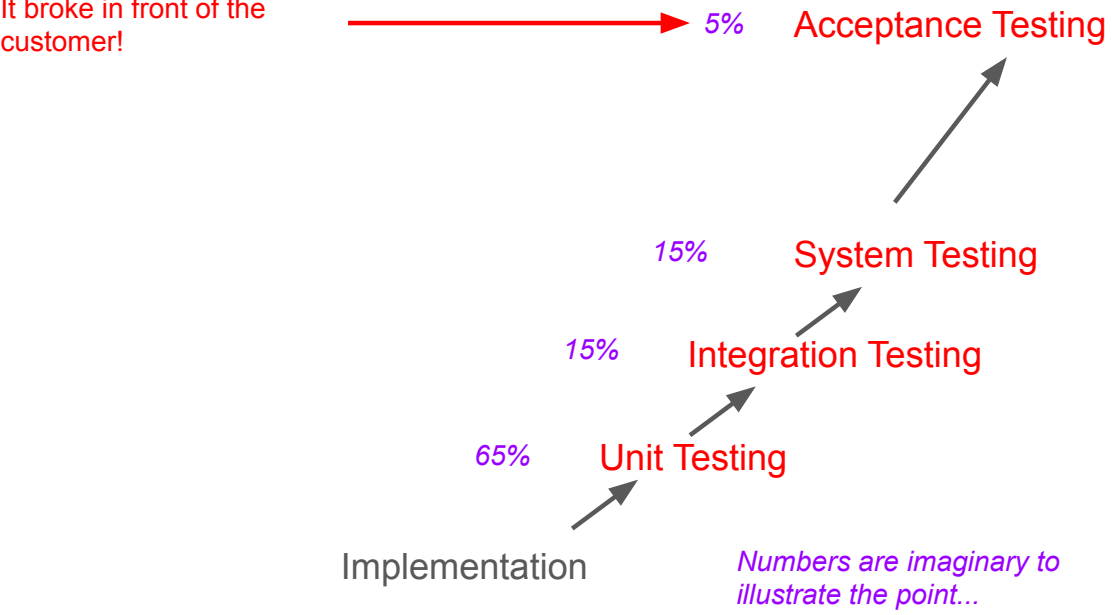 It broke in front of the
customer!
5%
Acceptance Testing
15%
System Testing
15%
Integration Testing
65%
Unit Testing
Implementation
Numbers are imaginary to
illustrate the point...